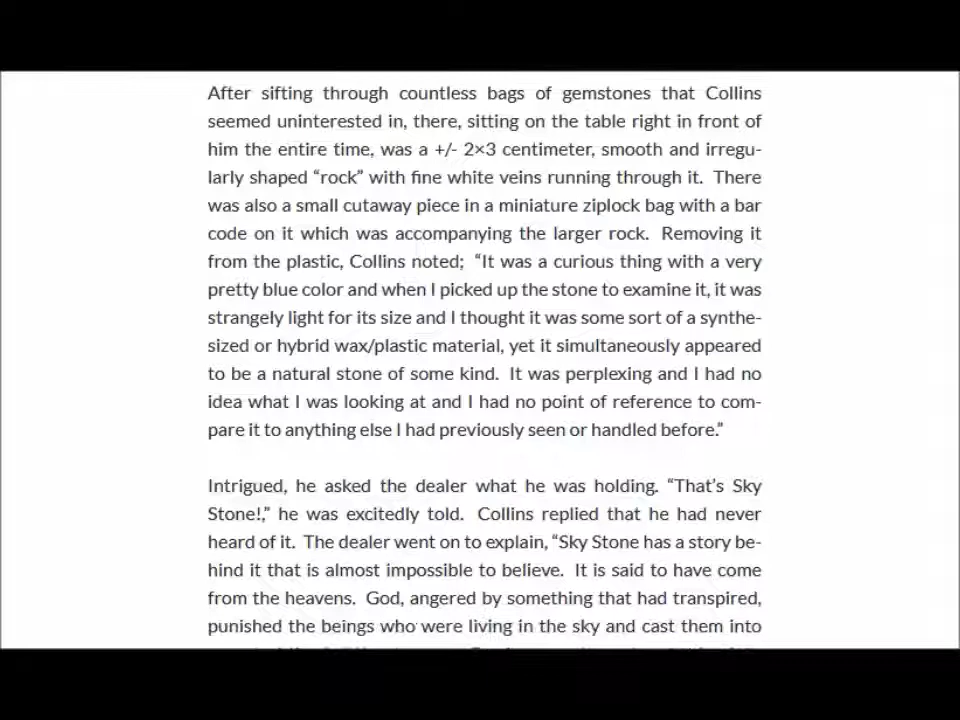 After sifting through countless bags of gemstones that Collins
seemed uninterested in, there, sitting on the table right in front of
him the entire time, was a +/- 2×3 centimeter, smooth and irregu-
larly shaped “rock” with fine white veins running through it.  There
was also a small cutaway piece in a miniature ziplock bag with a bar
code on it which was accompanying the larger rock.  Removing it
from the plastic, Collins noted;  “It was a curious thing with a very
pretty blue color and when I picked up the stone to examine it, it was
strangely light for its size and I thought it was some sort of a synthe-
sized or hybrid wax/plastic material, yet it simultaneously appeared
to be a natural stone of some kind.  It was perplexing and I had no
idea what I was looking at and I had no point of reference to com-
pare it to anything else I had previously seen or handled before.”
Intrigued, he asked the dealer what he was holding. “That’s Sky
Stone!,” he was excitedly told.  Collins replied that he had never
heard of it.  The dealer went on to explain, “Sky Stone has a story be-
hind it that is almost impossible to believe.  It is said to have come
from the heavens.  God, angered by something that had transpired,
punished the beings who were living in the sky and cast them into